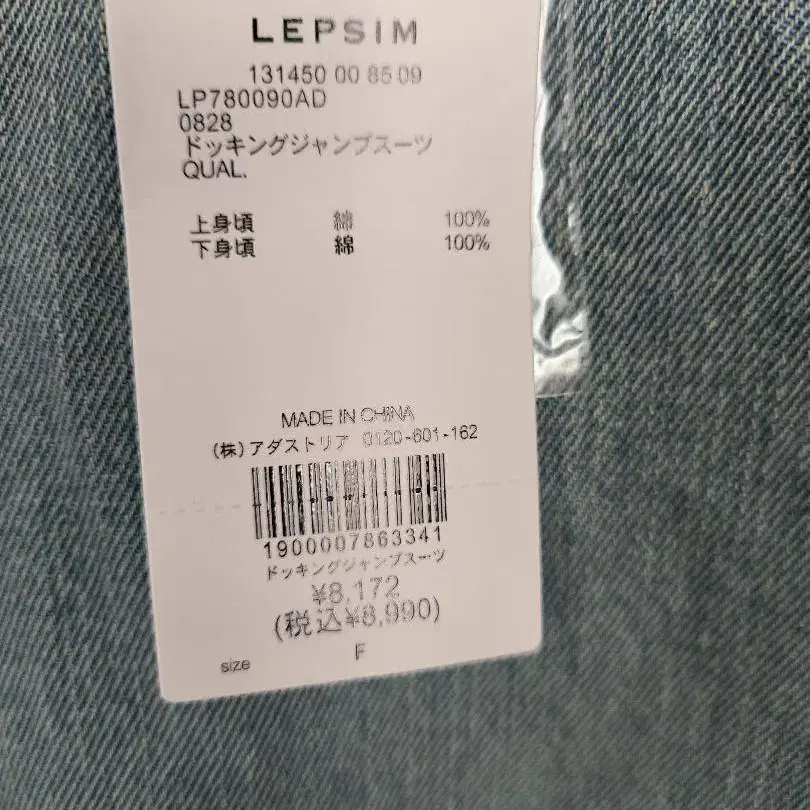 LEPSIM
131450 00 85 09
LP780090AD
0828
ドッキングジャンプスーツ
QUAL.
上身頃 綿 100%
下身頃 綿 100%
MADE IN CHINA
(株)アダストリア 0120-601-162
1900007863341
ドッキングジャンプスーツ
¥8,172
(税込¥8,990)
size F